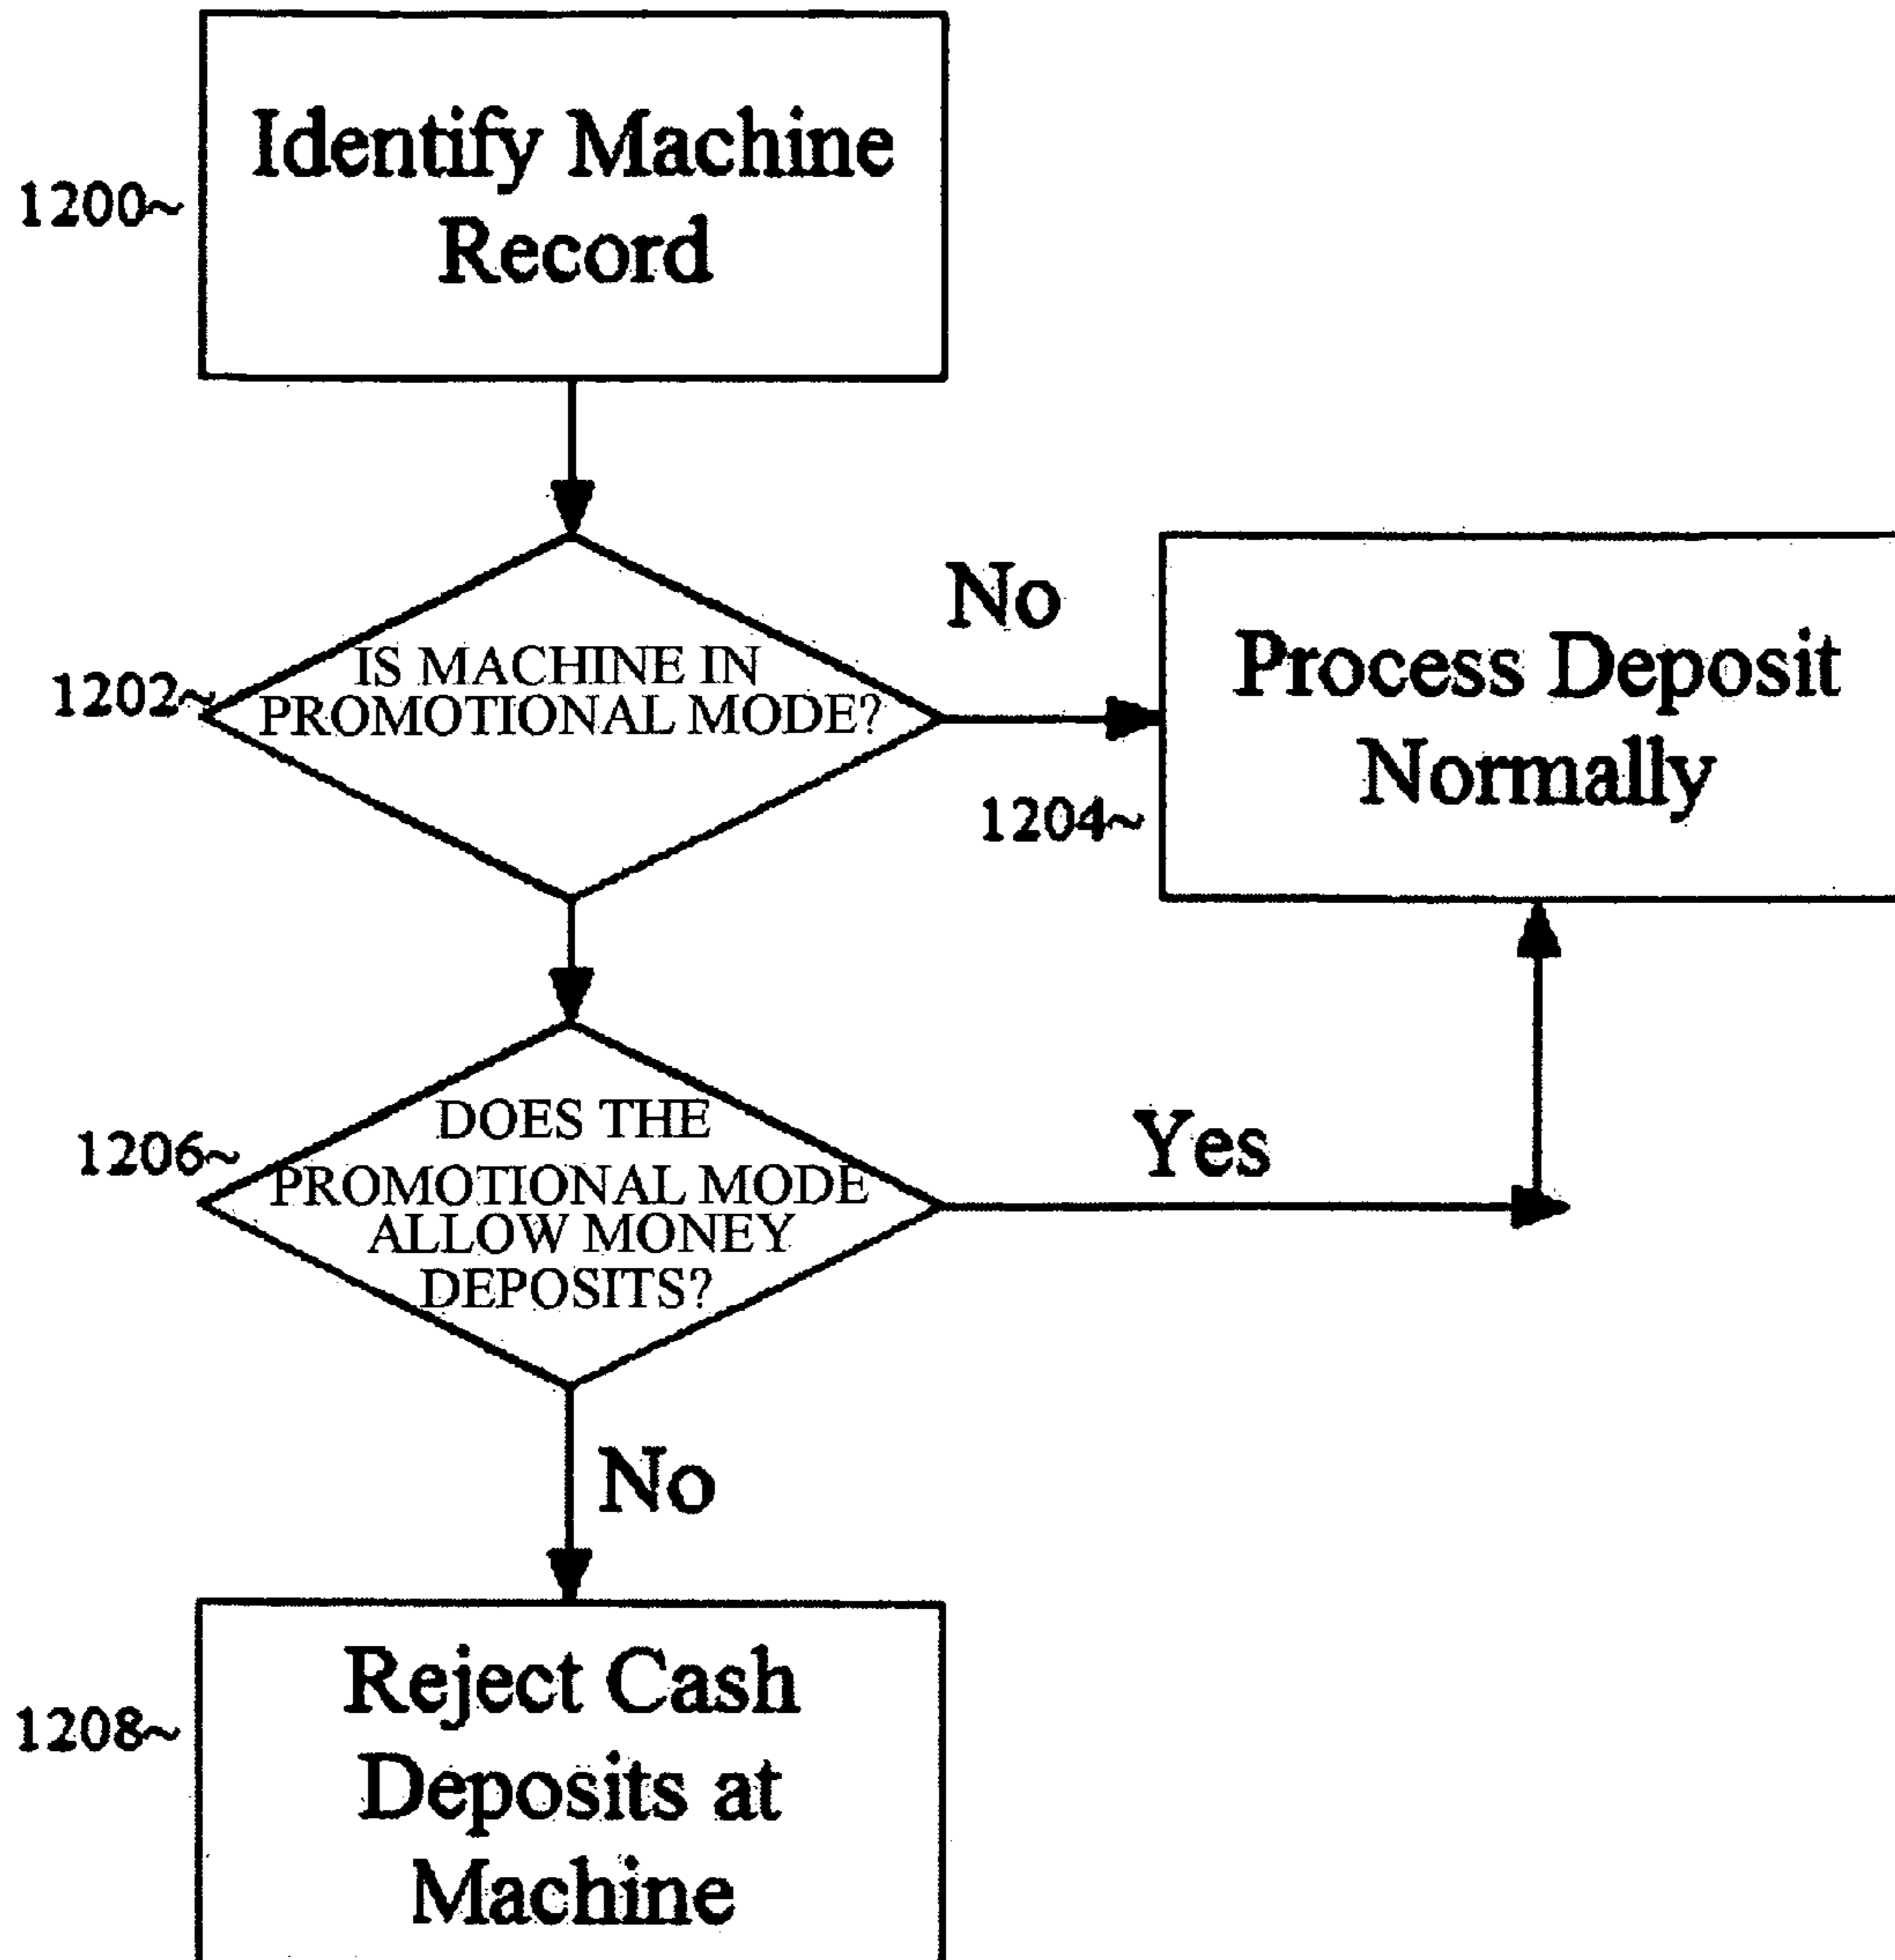 Identify Machine
Record
1200~
IS MACHINE IN
PROMOTIONAL MODE?
1202~
No
Process Deposit
Normally
1204~
DOES THE
PROMOTIONAL MODE
ALLOW MONEY
DEPOSITS?
1206~
Yes
No
Reject Cash
Deposits at
Machine
1208~